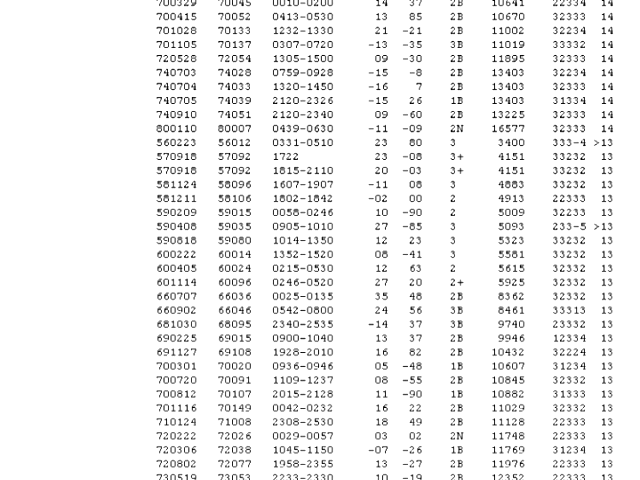 700329 70045 0010-0200 14 37 2B 10641 22234 14
700415 70052 0413-0530 13 85 2B 10670 32333 14
701028 70133 1232-1330 21 -21 2B 11002 22234 14
701105 70137 0307-0720 -13 -35 3B 11019 33332 14
720528 72054 1305-1500 09 -30 2B 11895 32333 14
740703 74028 0759-0928 -15 -8 2B 13403 32234 14
740704 74033 1320-1450 -16 7 2B 13403 32333 14
740705 74039 2120-2326 -15 26 1B 13403 31334 14
740910 74051 2120-2340 09 -60 2B 13225 32333 14
800110 80007 0439-0630 -11 -09 2N 16577 32333 14
560223 56012 0331-0510 23 80 3 3400 333-4 >13
570918 57092 1722 23 -08 3+ 4151 33232 13
570918 57092 1815-2110 20 -03 3+ 4151 33232 13
581124 58096 1607-1907 -11 08 3 4883 33232 13
581211 58106 1802-1842 -02 00 2 4913 22333 13
590209 59015 0058-0246 10 -90 2 5009 32233 13
590408 59035 0905-1010 27 -85 3 5093 233-5 >13
590818 59080 1014-1350 12 23 3 5323 33232 13
600222 60014 1352-1520 08 -41 3 5581 33232 13
600405 60024 0215-0530 12 63 2 5615 32332 13
601114 60096 0246-0520 27 20 2+ 5925 32332 13
660707 66036 0025-0135 35 48 2B 8362 32332 13
660902 66046 0542-0800 24 56 3B 8461 33313 13
681030 68095 2340-2535 -14 37 3B 9740 23332 13
690225 69015 0900-1040 13 37 2B 9946 12334 13
691127 69108 1928-2010 16 82 2B 10432 32224 13
700301 70020 0936-0946 05 -48 1B 10607 31234 13
700720 70091 1109-1237 08 -55 2B 10845 32332 13
700812 70107 2015-2128 11 -90 1B 10882 31333 13
701116 70149 0042-0232 16 22 2B 11029 32332 13
710124 71008 2308-2530 18 49 2B 11128 22333 13
720222 72026 0029-0057 03 02 2N 11748 22333 13
720306 72038 1045-1150 -07 -26 1B 11769 31234 13
720802 72077 1958-2355 13 -27 2B 11976 22333 13
730519 73053 2233-2330 10 -19 2B 12352 22333 13